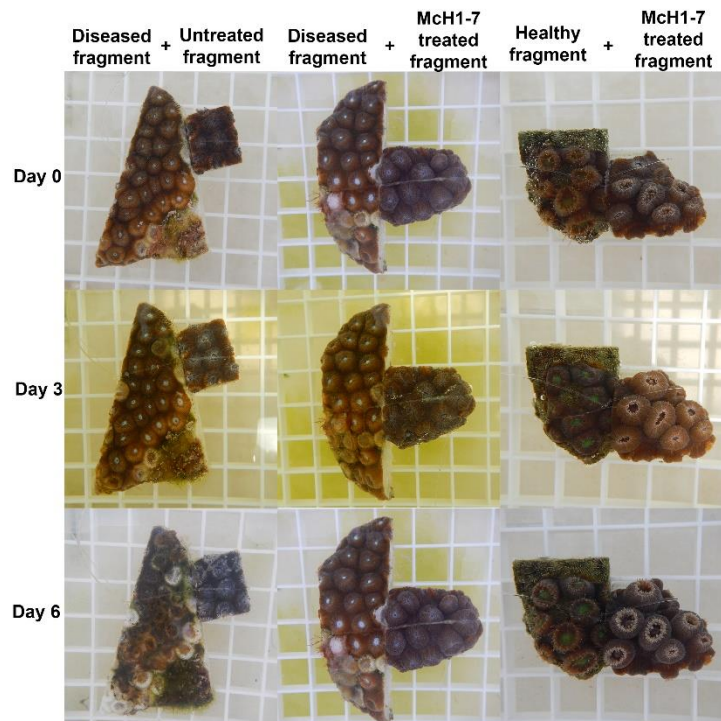 Diseased fragment + Untreated fragment
Diseased fragment + McH1-7 treated fragment
Healthy fragment + McH1-7 treated fragment
Day 0
Day 3
Day 6